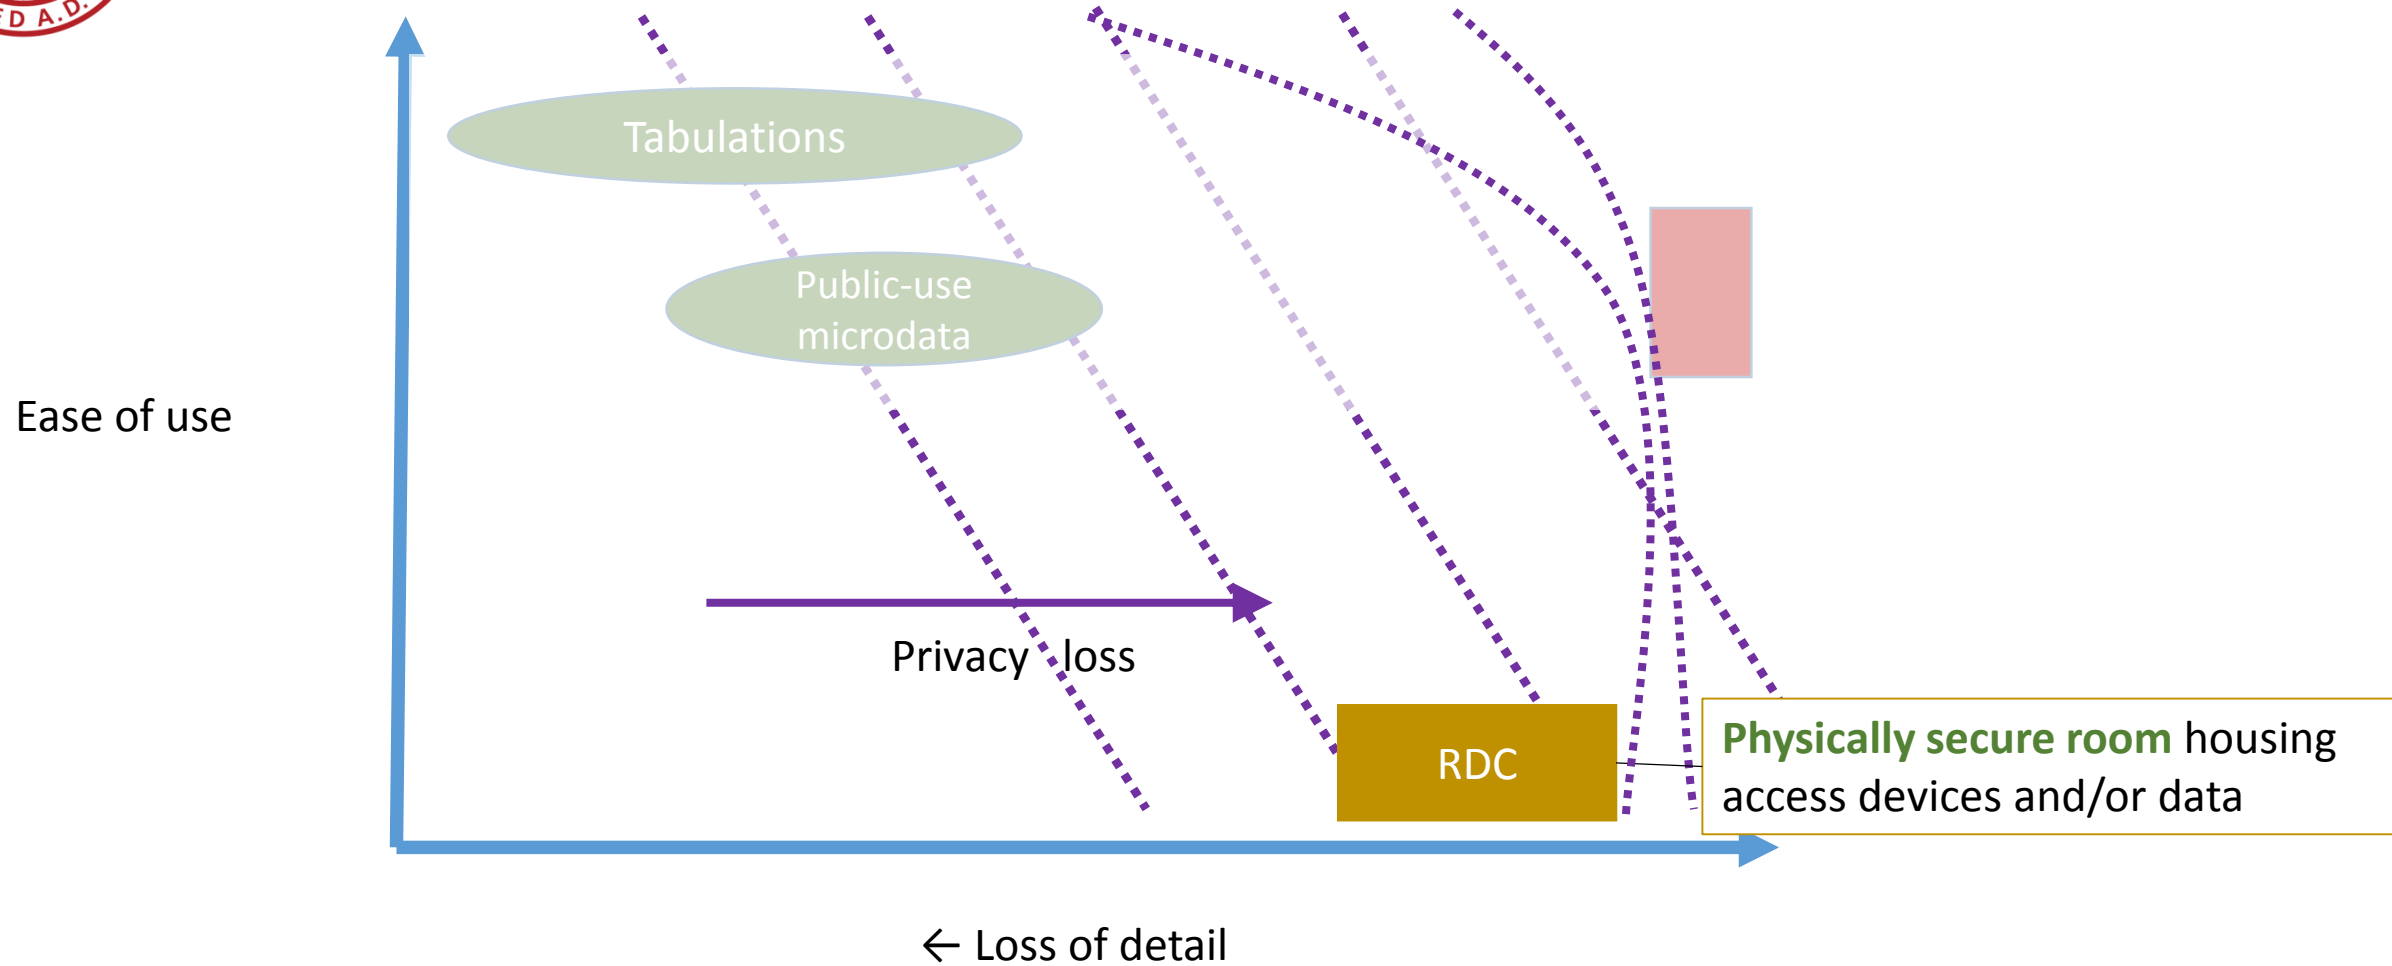 ED A.D.
Tabulations
Public-use
microdata
Ease of use
Privacy loss
RDC
Physically secure room housing
access devices and/or data
← Loss of detail